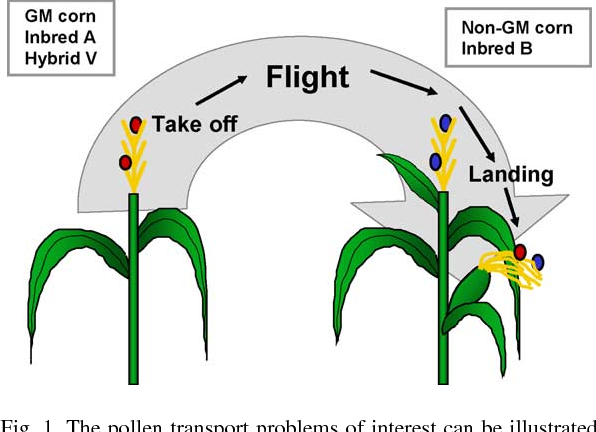 GM corn
Inbred A
Hybrid V
Non-GM corn
Inbred B
Flight
Take off
Landing
Fig. 1. The pollen transport problems of interest can be illustrated